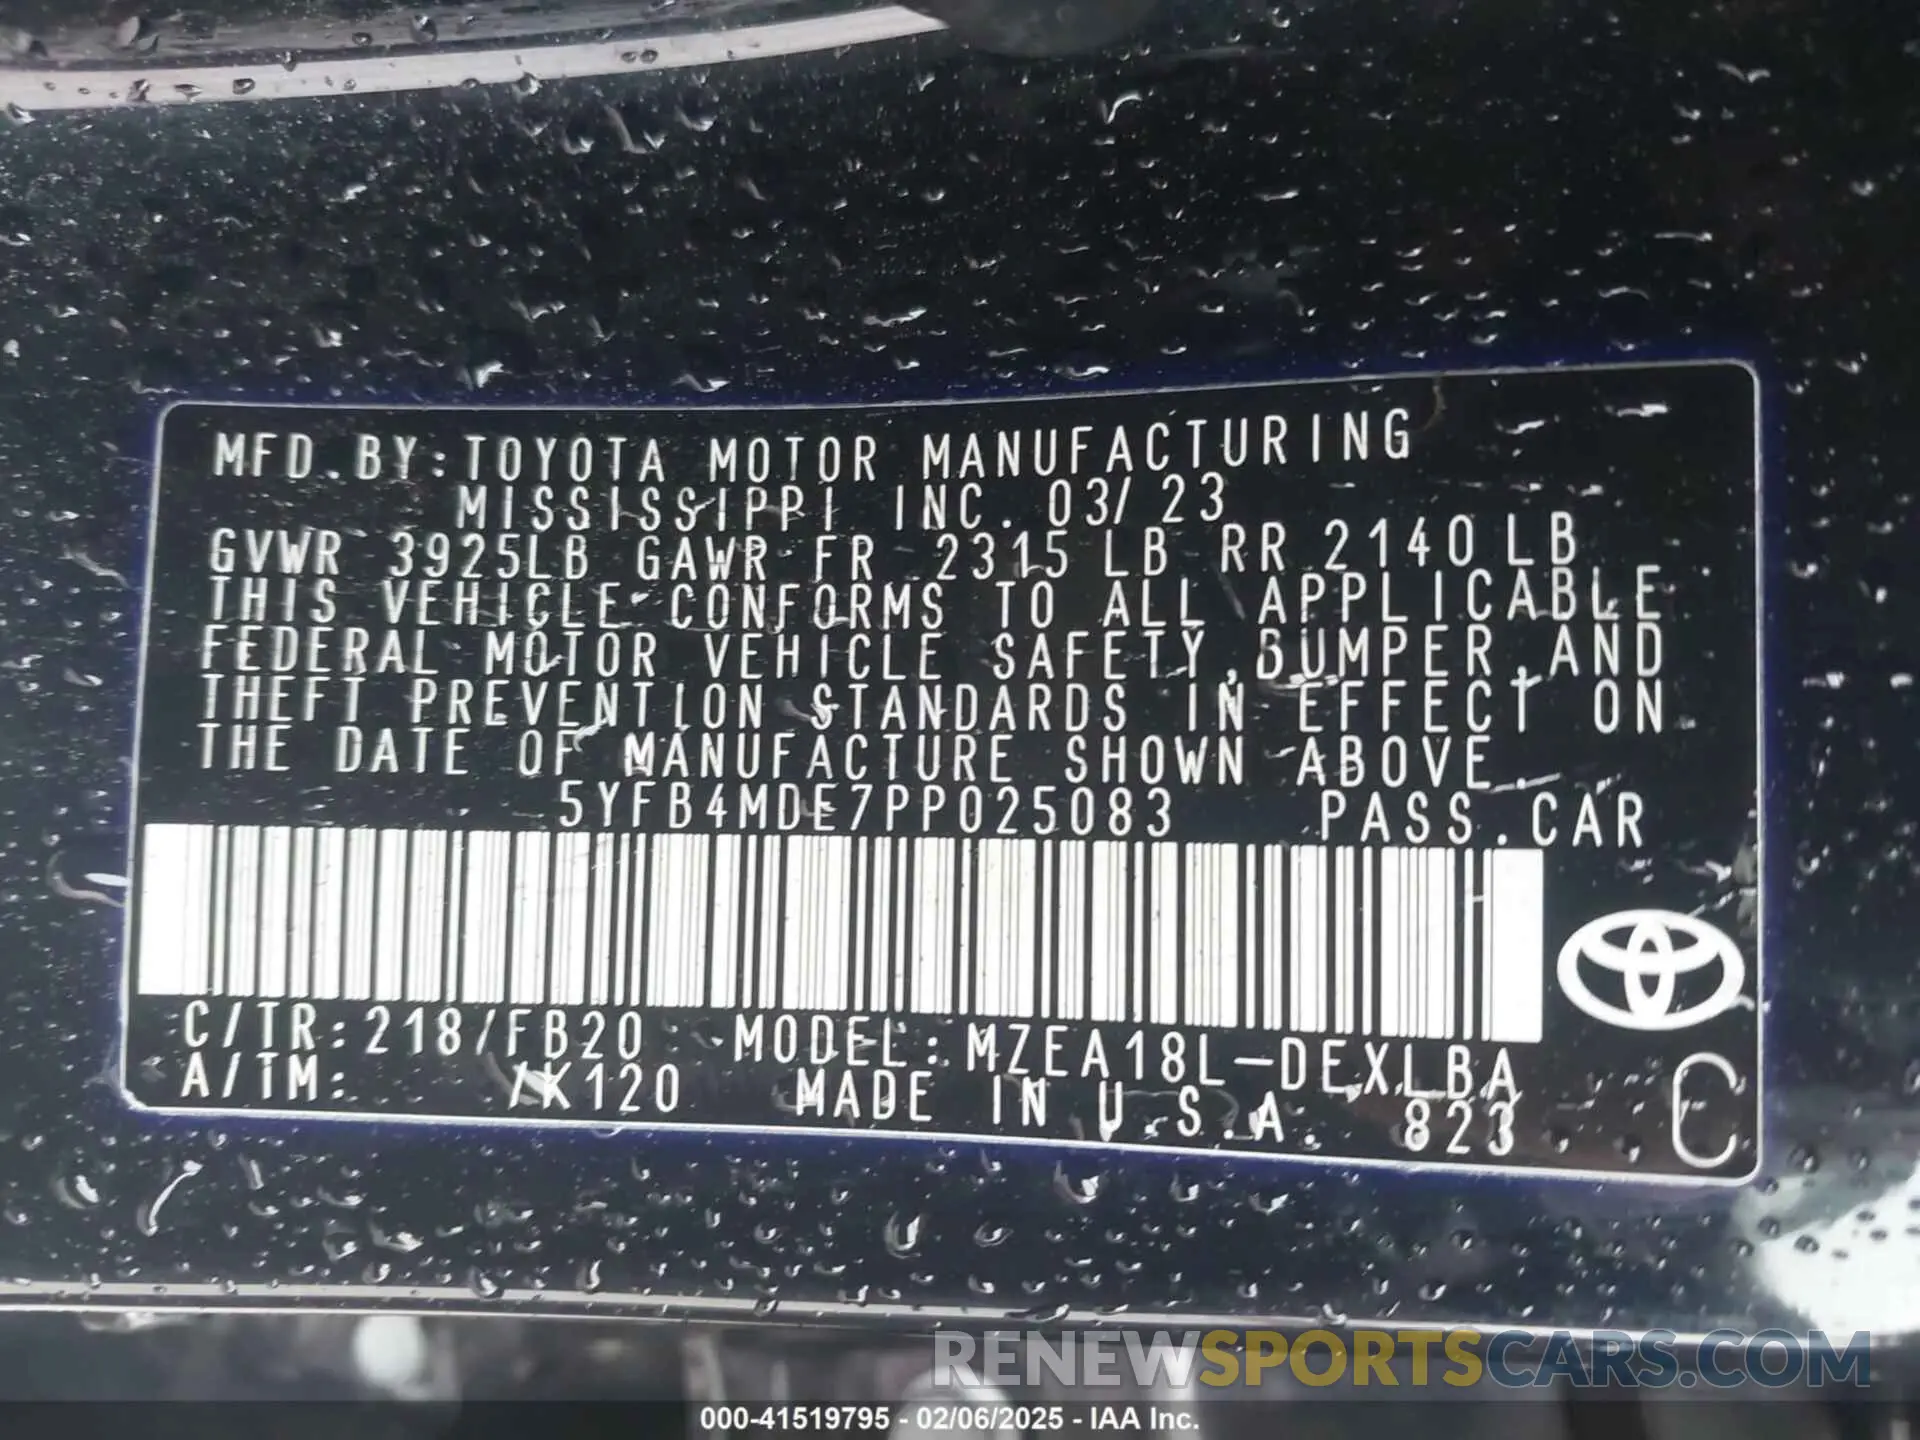 MFD. BY: TOYOTA MOTOR MANUFACTURING
MISSISSIPPI INC. 03/23
GVWR 3925LB GAWR FR 2315LB RR 2140LB
THIS VEHICLE CONFORMS TO ALL APPLICABLE
FEDERAL MOTOR VEHICLE SAFETY, BUMPER, AND
THEFT PREVENTION STANDARDS IN EFFECT ON
THE DATE OF MANUFACTURE SHOWN ABOVE.
5YFB4MDE7PP025083 PASS. CAR
C/TR: 218/FB20 MODEL: MZEA18L-DEXLBA
A/TM: /K120 MADE IN U.S.A. 823
C
RENEWSPORTSCARS.COM
000-41519795 - 02/06/2025 - IAA Inc.